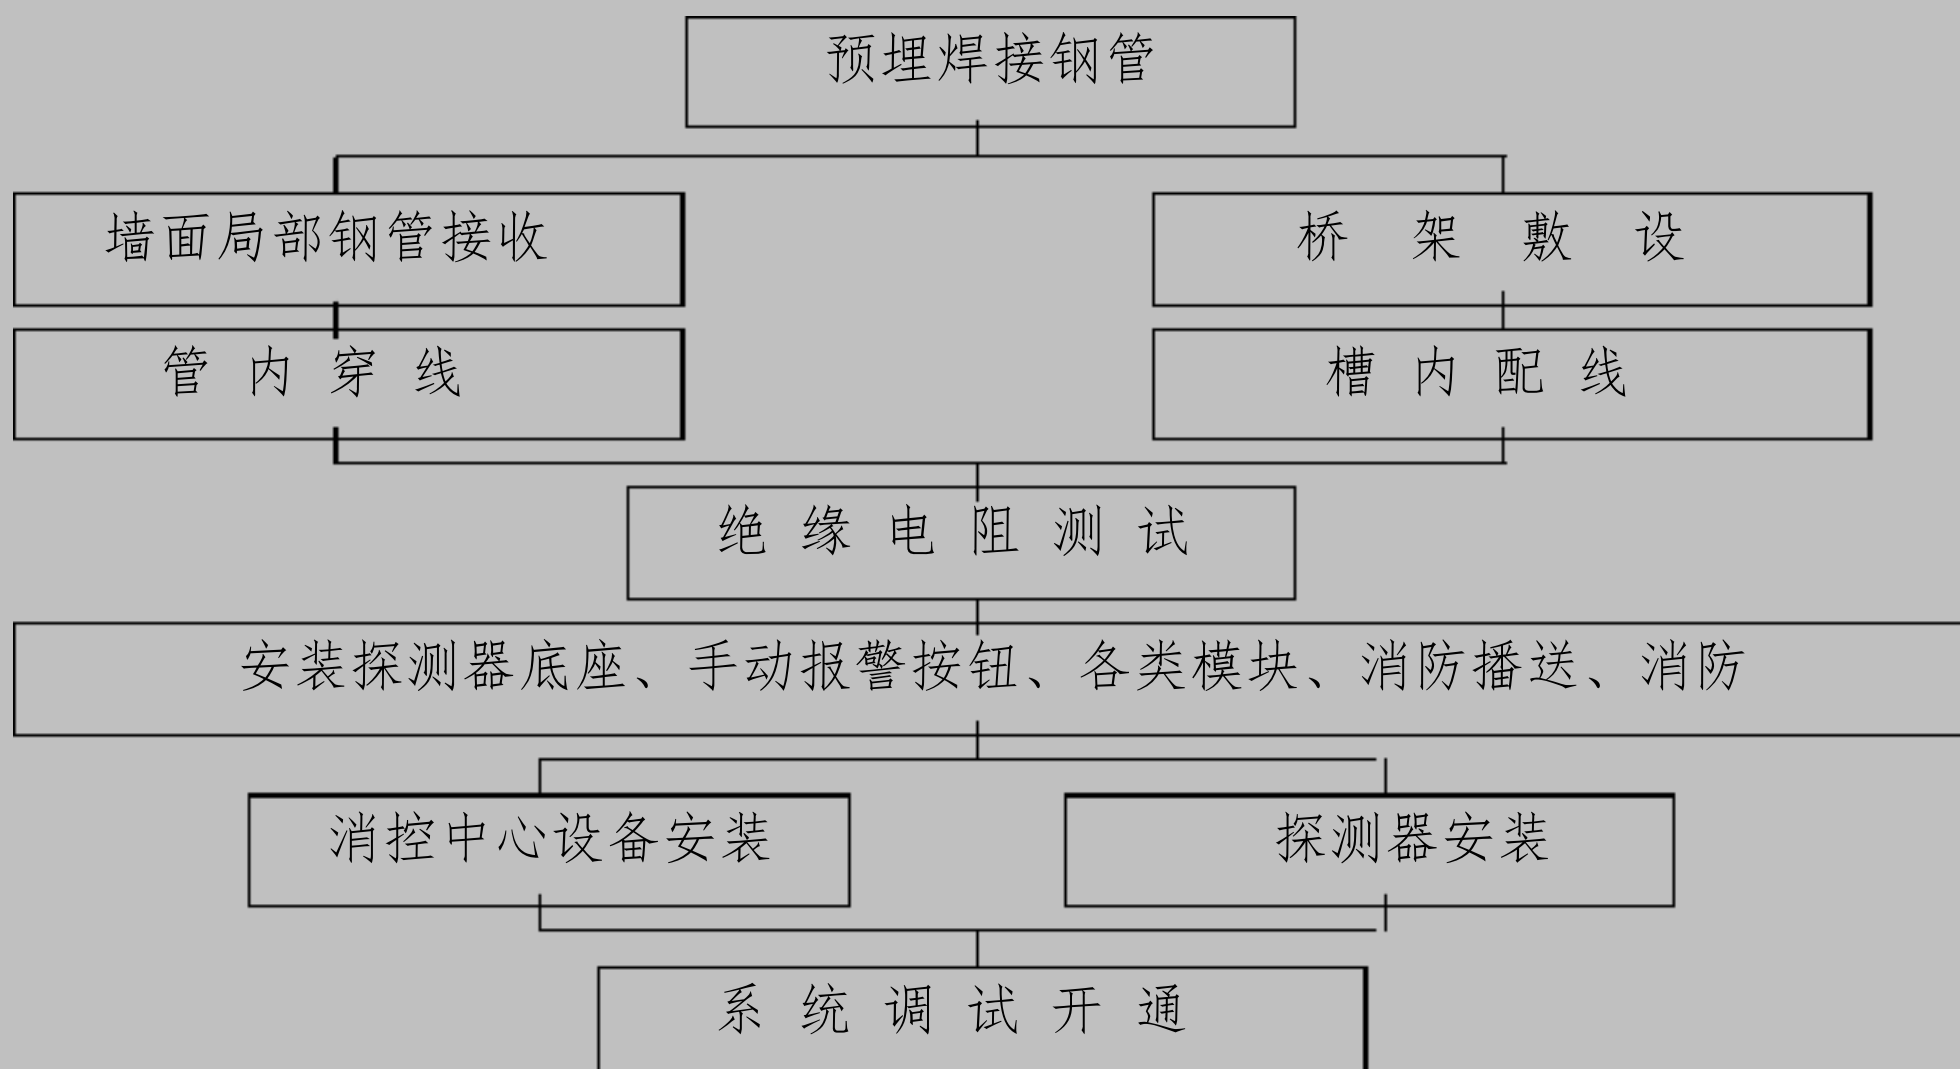 预埋焊接钢管
墙面局部钢管接收
桥 架 敷 设
管 内 穿 线
槽 内 配 线
绝 缘 电 阻 测 试
安装探测器底座、手动报警按钮、各类模块、消防播送、消防
消控中心设备安装
探测器安装
系 统 调 试 开 通